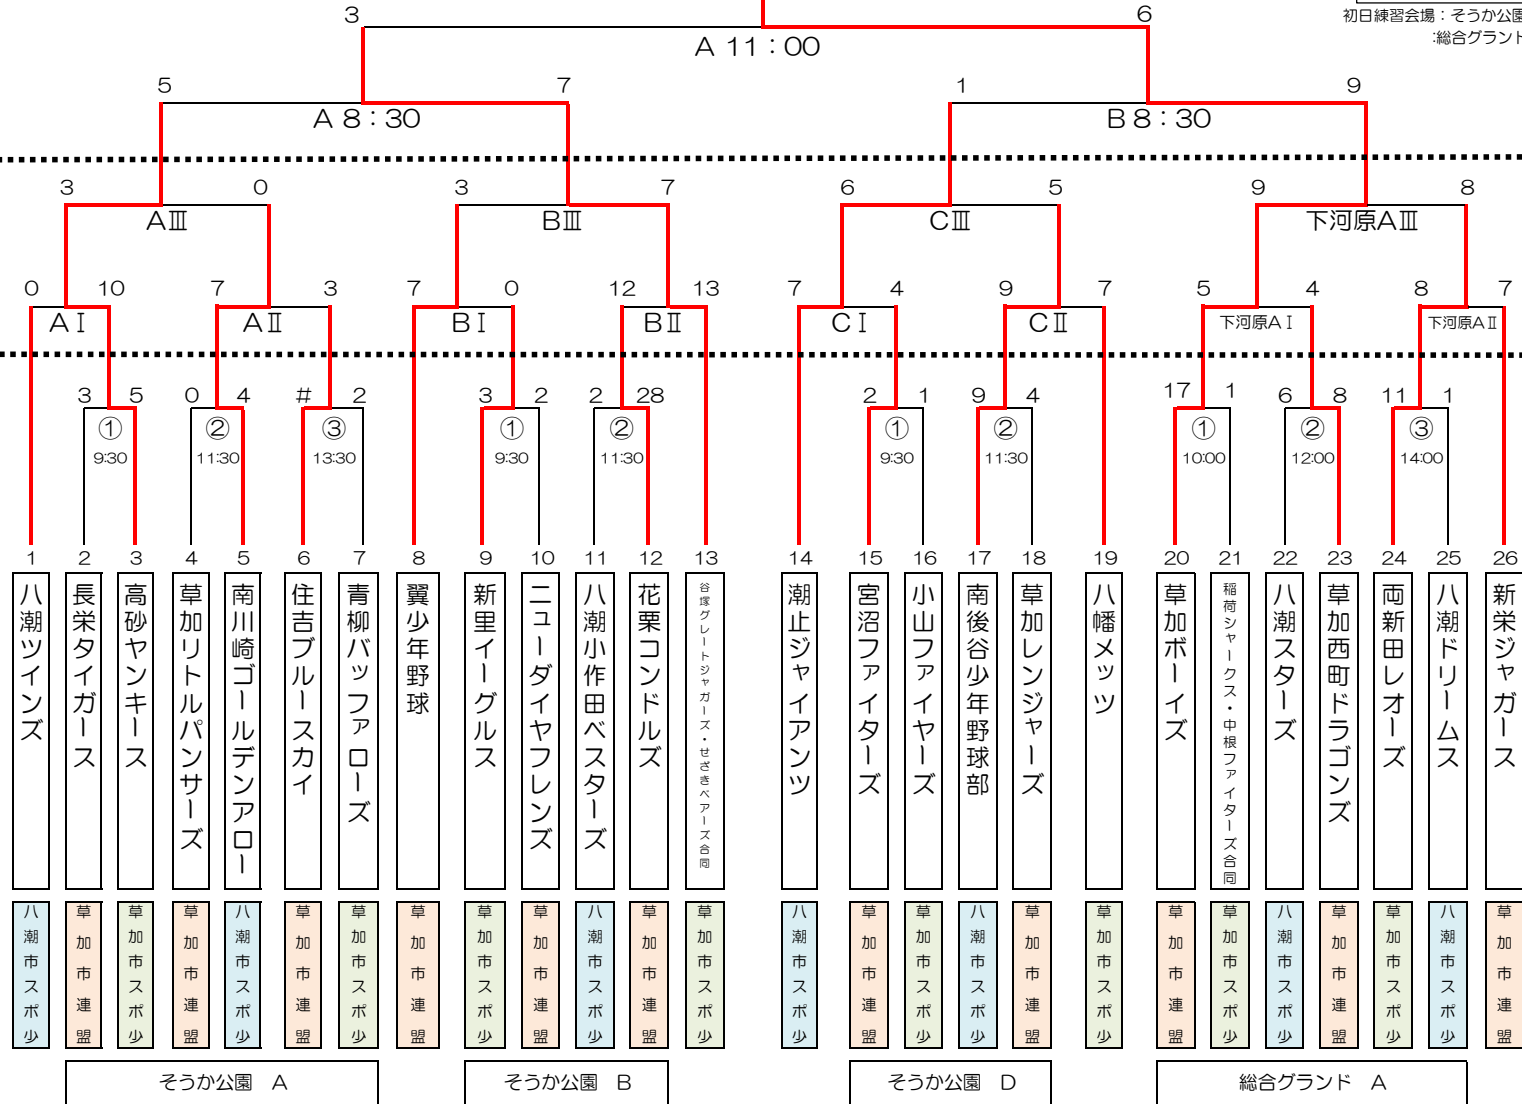 初日練習会場：そうか公園
:総合グランド
3 6
A 11：00
5 7 1 9
A 8：30 B 8：30
3 0 3 7 6 5 9 8
AⅢ BⅢ CⅢ 下河原AⅢ
0 10 7 3 7 0 12 13 7 4 9 7 5 4 8 7
AⅠ AⅡ BⅠ BⅡ CⅠ CⅡ 下河原AⅠ 下河原AⅡ
3 5 0 4 # 2 3 2 2 28 2 1 9 4 17 1 6 8 11 1
① ② ③ ① ② ① ② ① ② ③
9:30 11:30 13:30 9:30 11:30 9:30 11:30 10:00 12:00 14:00
1 2 3 4 5 6 7 8 9 10 11 12 13 14 15 16 17 18 19 20 21 22 23 24 25 26
八潮ツインズ
長栄タイガース
高砂ヤンキース
草加リトルパンサーズ
南川崎ゴールデンアロー
住吉ブルースカイ
青柳バッファローズ
翼少年野球
新里イーグルス
ニューダイヤフレンズ
八潮小作田ベスターズ
花栗コンドルズ
谷塚グレートジャガーズ・せざきベアーズ合同
潮止ジャイアンツ
宮沼ファイターズ
小山ファイヤーズ
南後谷少年野球部
草加レンジャーズ
八幡メッツ
草加ボーイズ
稲荷シャークス・中根ファイターズ合同
八潮スターズ
草加西町ドラゴンズ
両新田レオーズ
八潮ドリームス
新栄ジャガース
八潮市スポ少
草加市連盟
草加市スポ少
草加市連盟
八潮市スポ少
草加市連盟
草加市スポ少
草加市連盟
草加市スポ少
草加市連盟
八潮市スポ少
草加市連盟
草加市スポ少
八潮市スポ少
草加市連盟
草加市スポ少
八潮市スポ少
草加市連盟
草加市スポ少
草加市連盟
草加市スポ少
八潮市スポ少
草加市連盟
草加市スポ少
八潮市スポ少
草加市連盟
そうか公園 A
そうか公園 B
そうか公園 D
総合グランド A